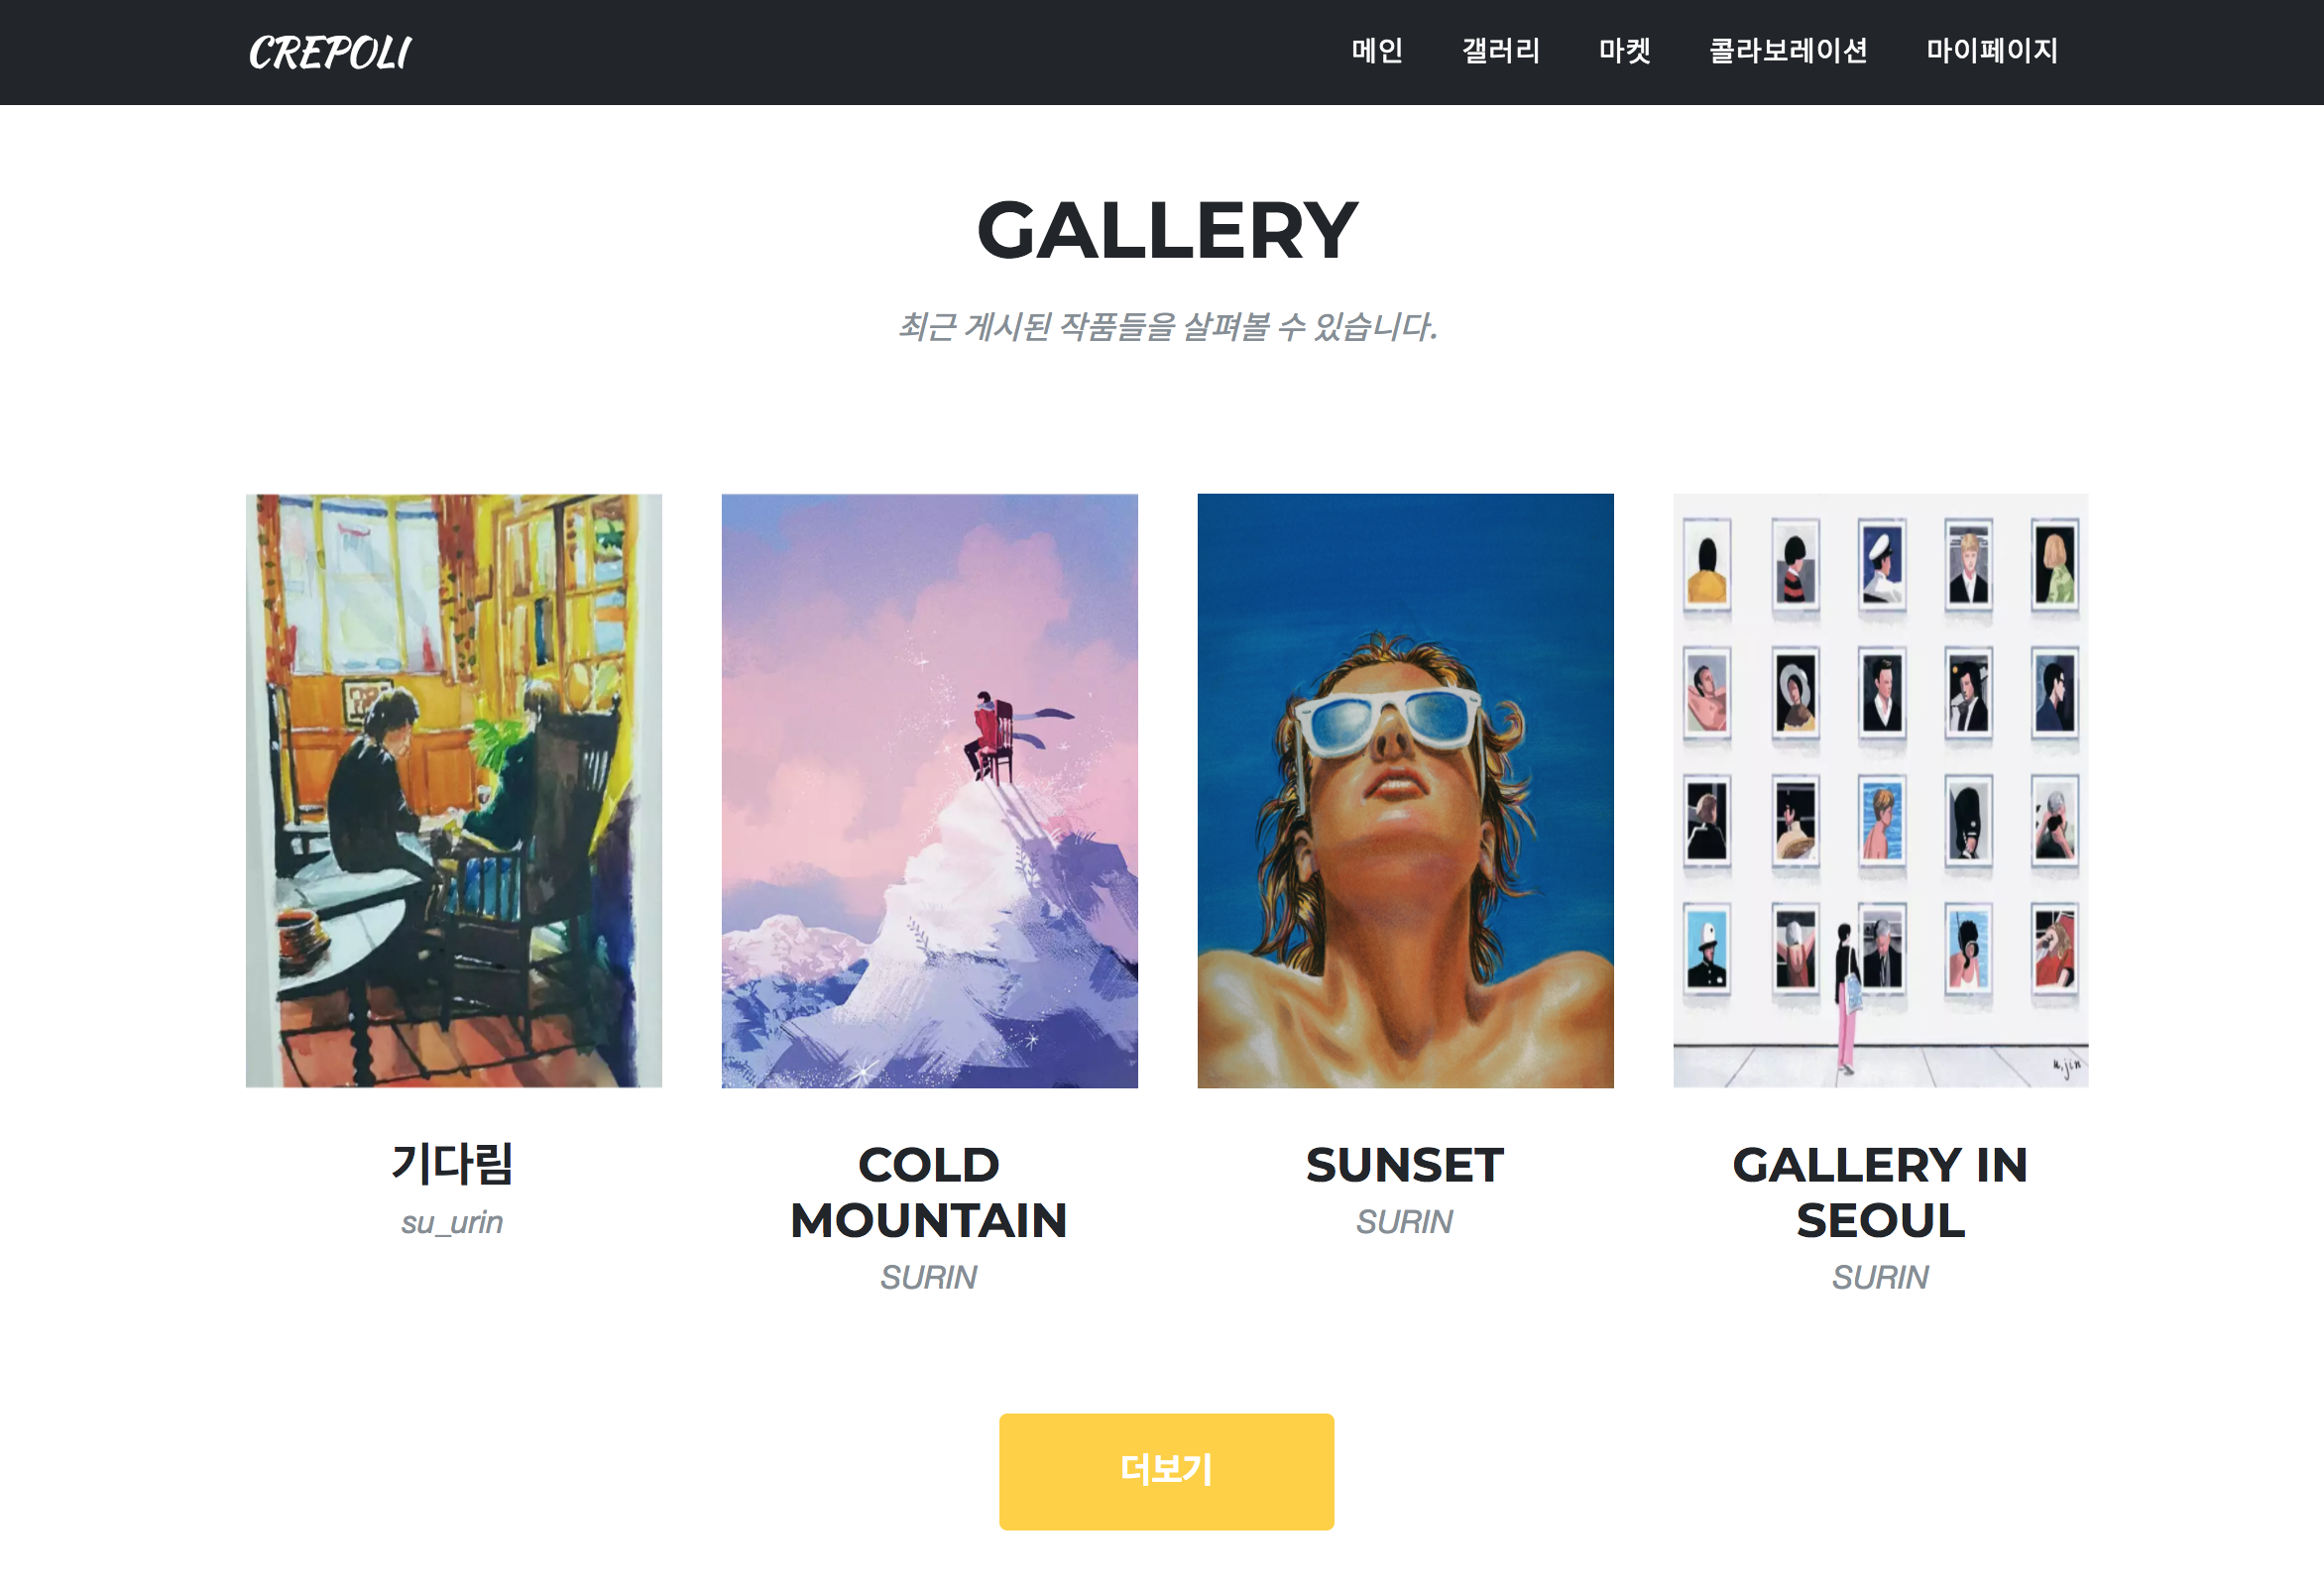 CREPOLI
메인 갤러리 마켓 콜라보레이션 마이페이지
GALLERY
최근 게시된 작품들을 살펴볼 수 있습니다.
기다림
su_urin
COLD
MOUNTAIN
SURIN
SUNSET
SURIN
GALLERY IN
SEOUL
SURIN
더보기